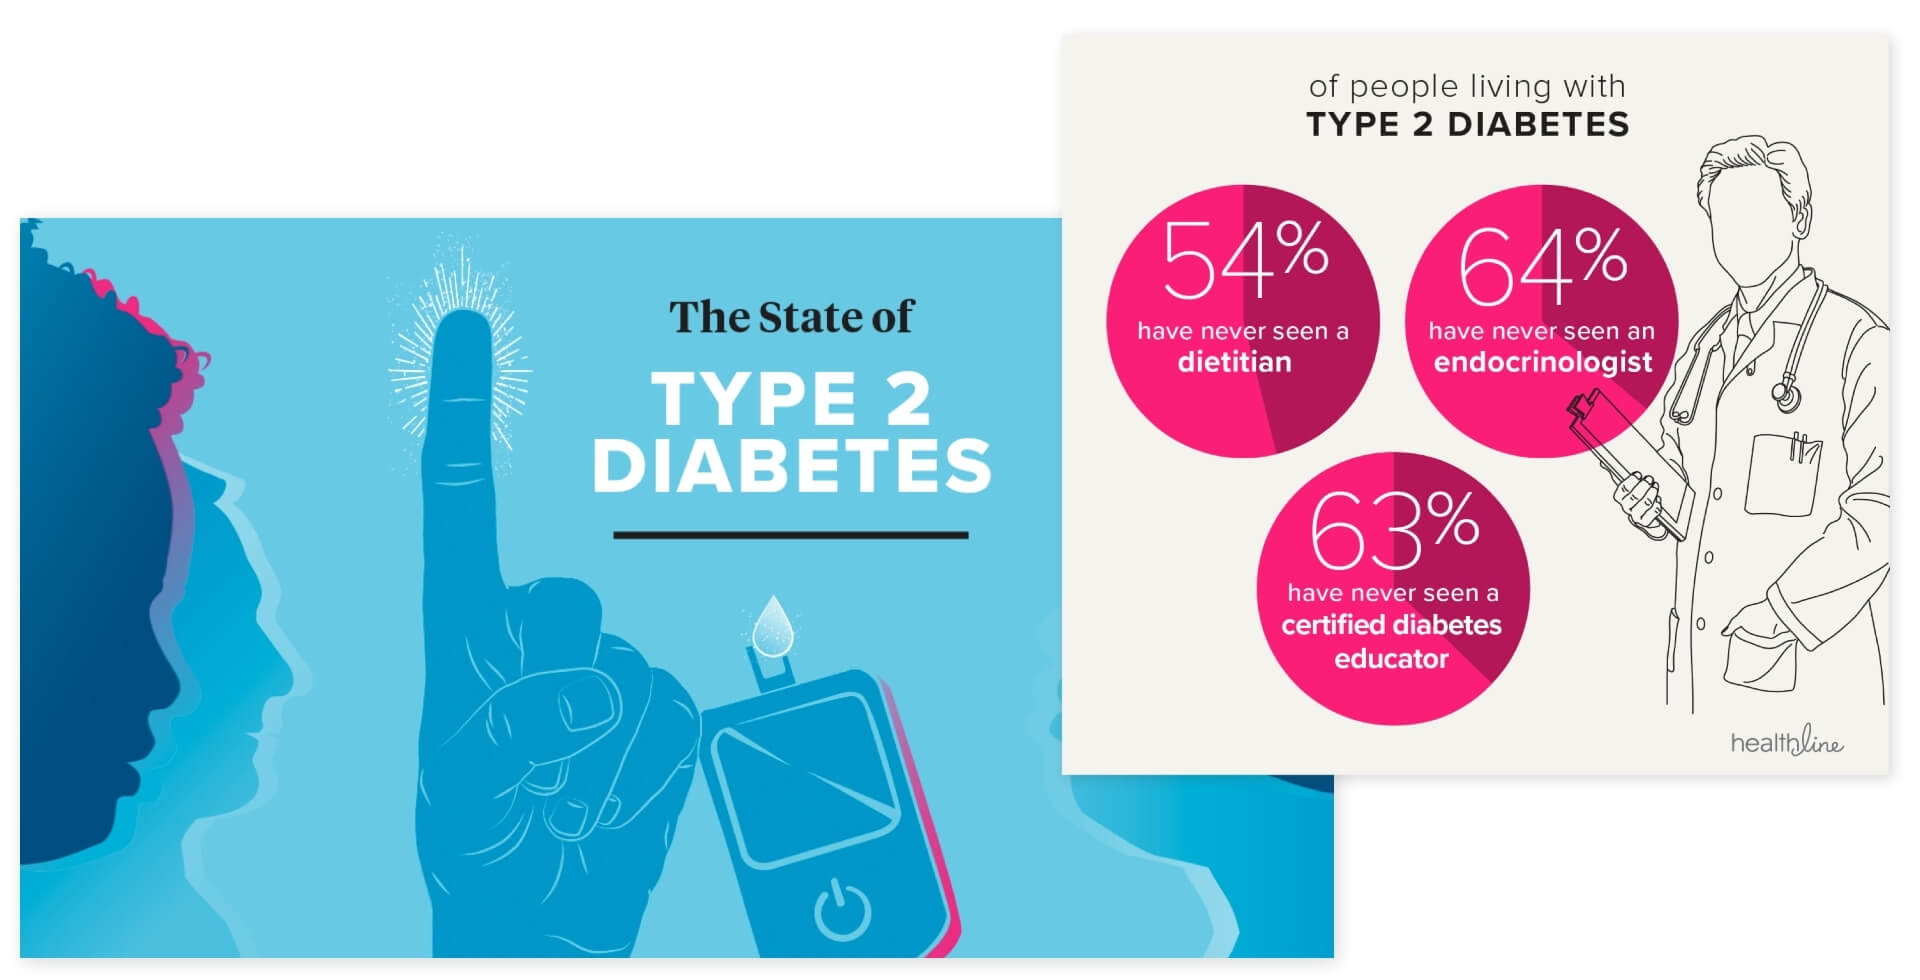 The State of
TYPE 2
DIABETES
of people living with
TYPE 2 DIABETES
54%
have never seen a
dietitian
64%
have never seen an
endocrinologist
63%
have never seen a
certified diabetes
educator
healthline